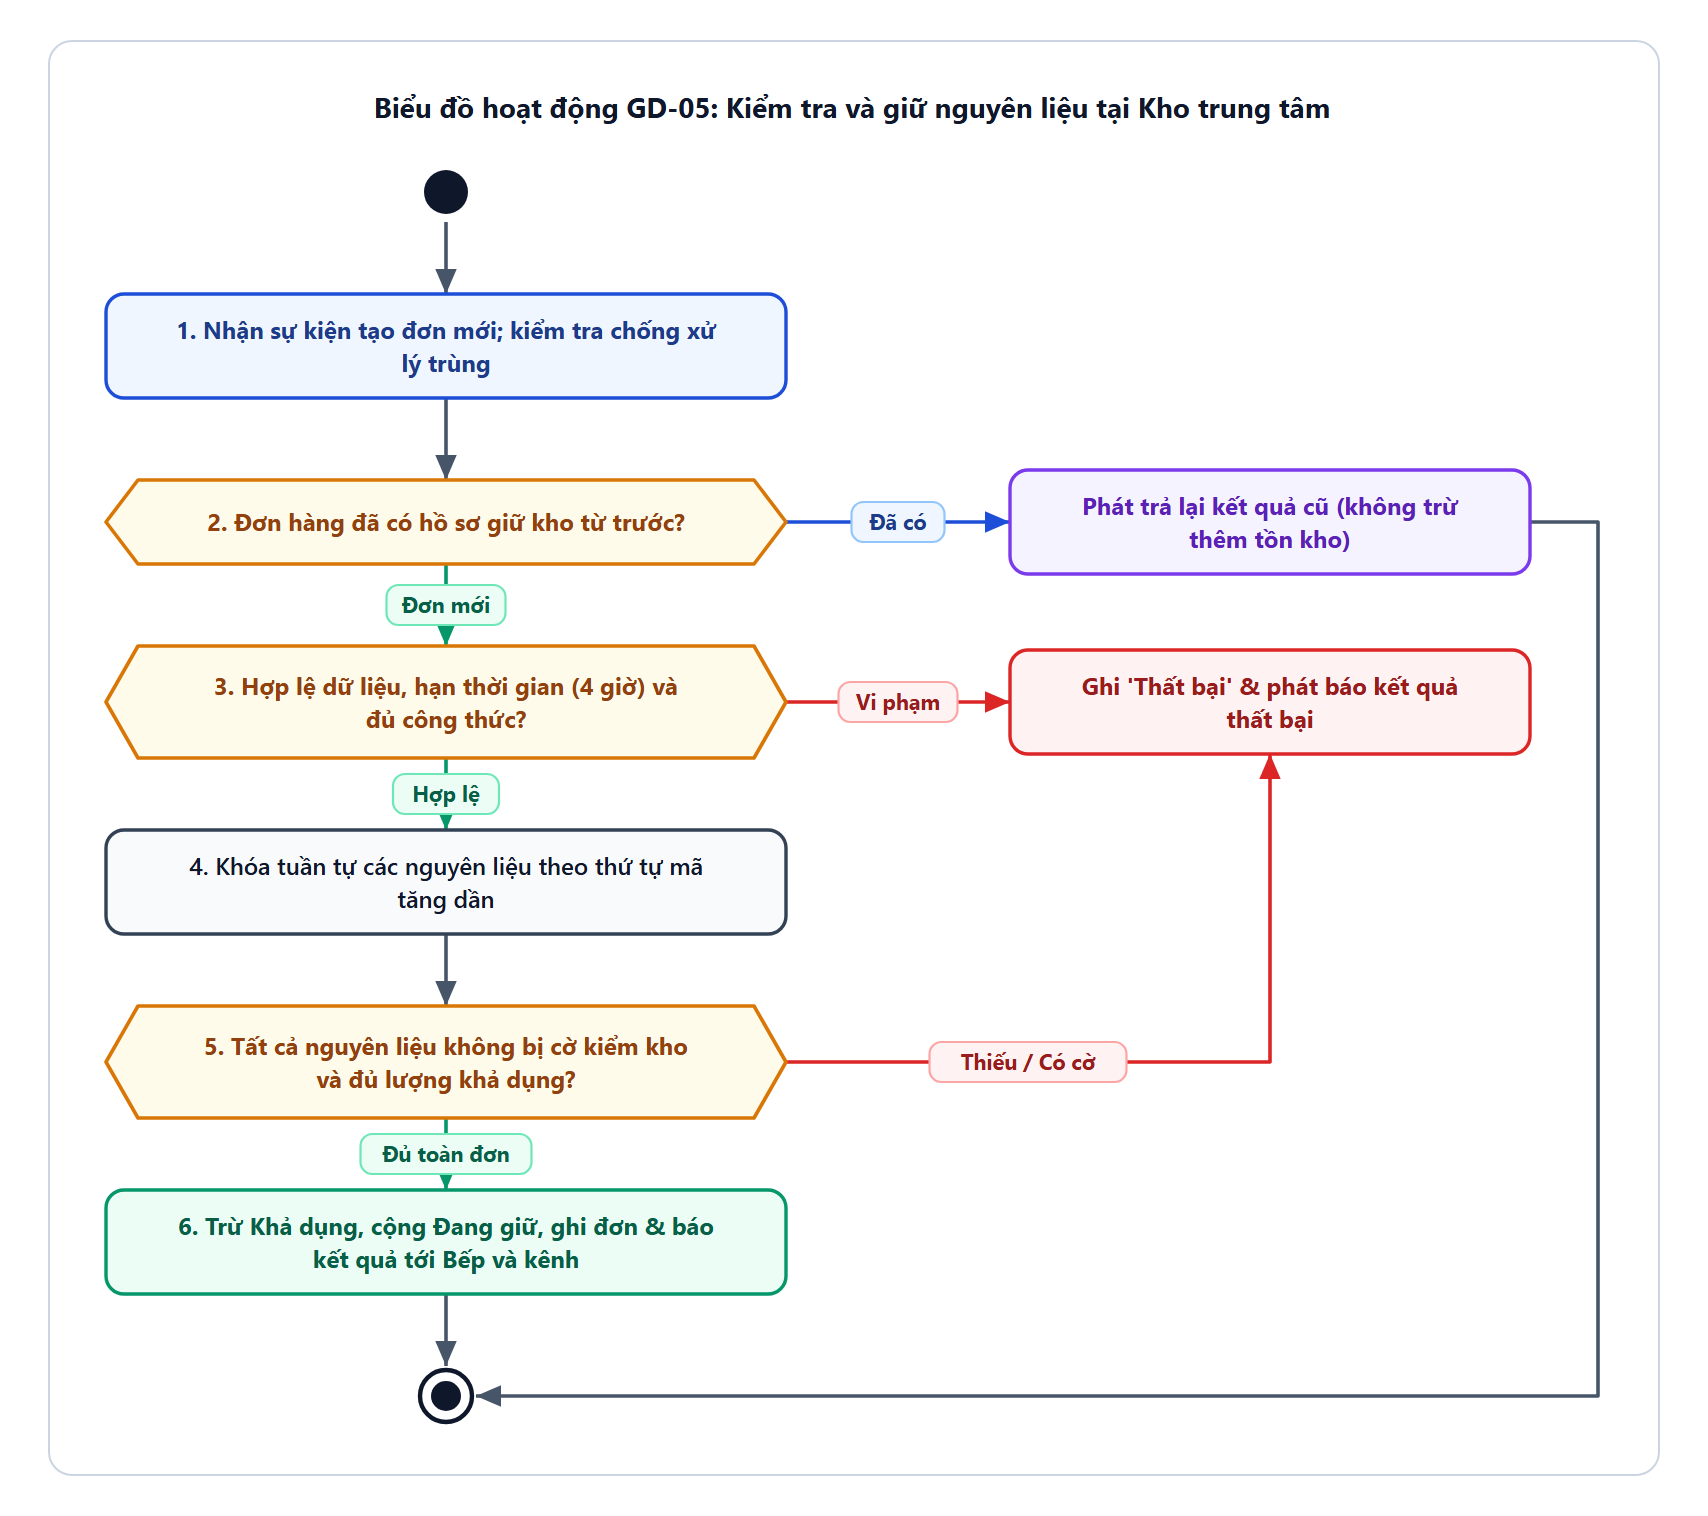 Biểu đồ hoạt động GD-05: Kiểm tra và giữ nguyên liệu tại Kho trung tâm
1. Nhận sự kiện tạo đơn mới; kiểm tra chống xử
lý trùng
2. Đơn hàng đã có hồ sơ giữ kho từ trước?
Đã có
Phát trả lại kết quả cũ (không trừ
thêm tồn kho)
Đơn mới
3. Hợp lệ dữ liệu, hạn thời gian (4 giờ) và
đủ công thức?
Vi phạm
Ghi 'Thất bại' & phát báo kết quả
thất bại
Hợp lệ
4. Khóa tuần tự các nguyên liệu theo thứ tự mã
tăng dần
5. Tất cả nguyên liệu không bị cờ kiểm kho
và đủ lượng khả dụng?
Thiếu / Có cờ
Đủ toàn đơn
6. Trừ Khả dụng, cộng Đang giữ, ghi đơn & báo
kết quả tới Bếp và kênh